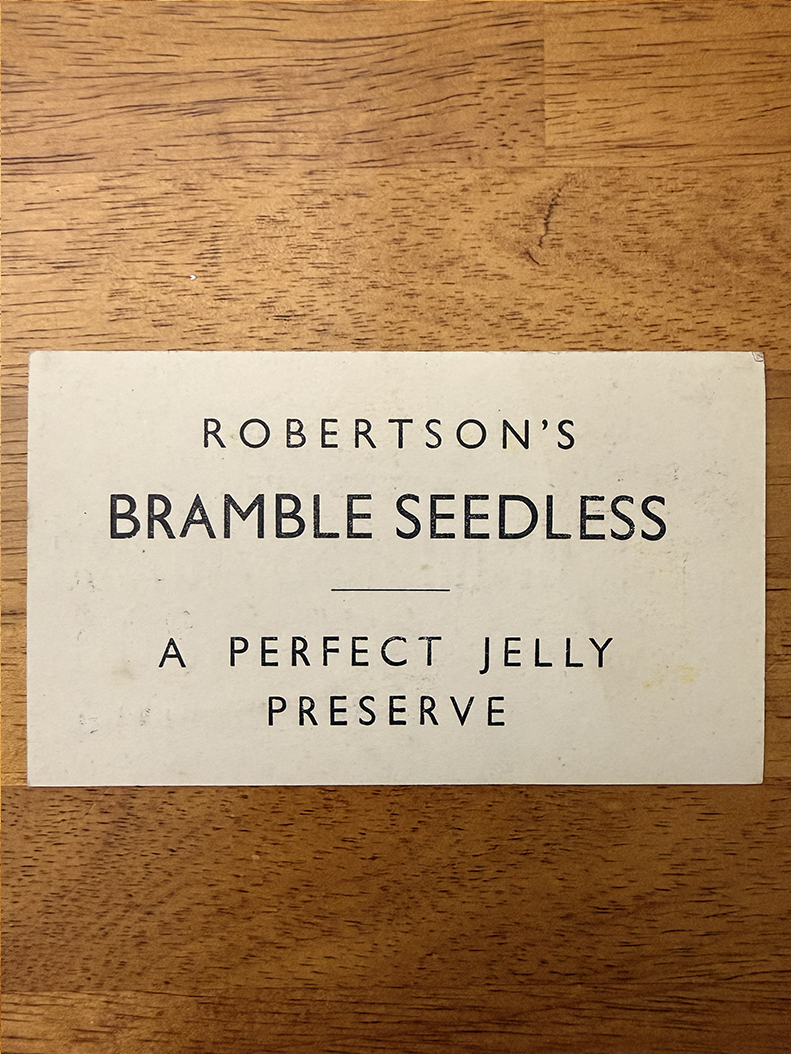 ROBERTSON'S
BRAMBLE SEEDLESS
A PERFECT JELLY
PRESERVE